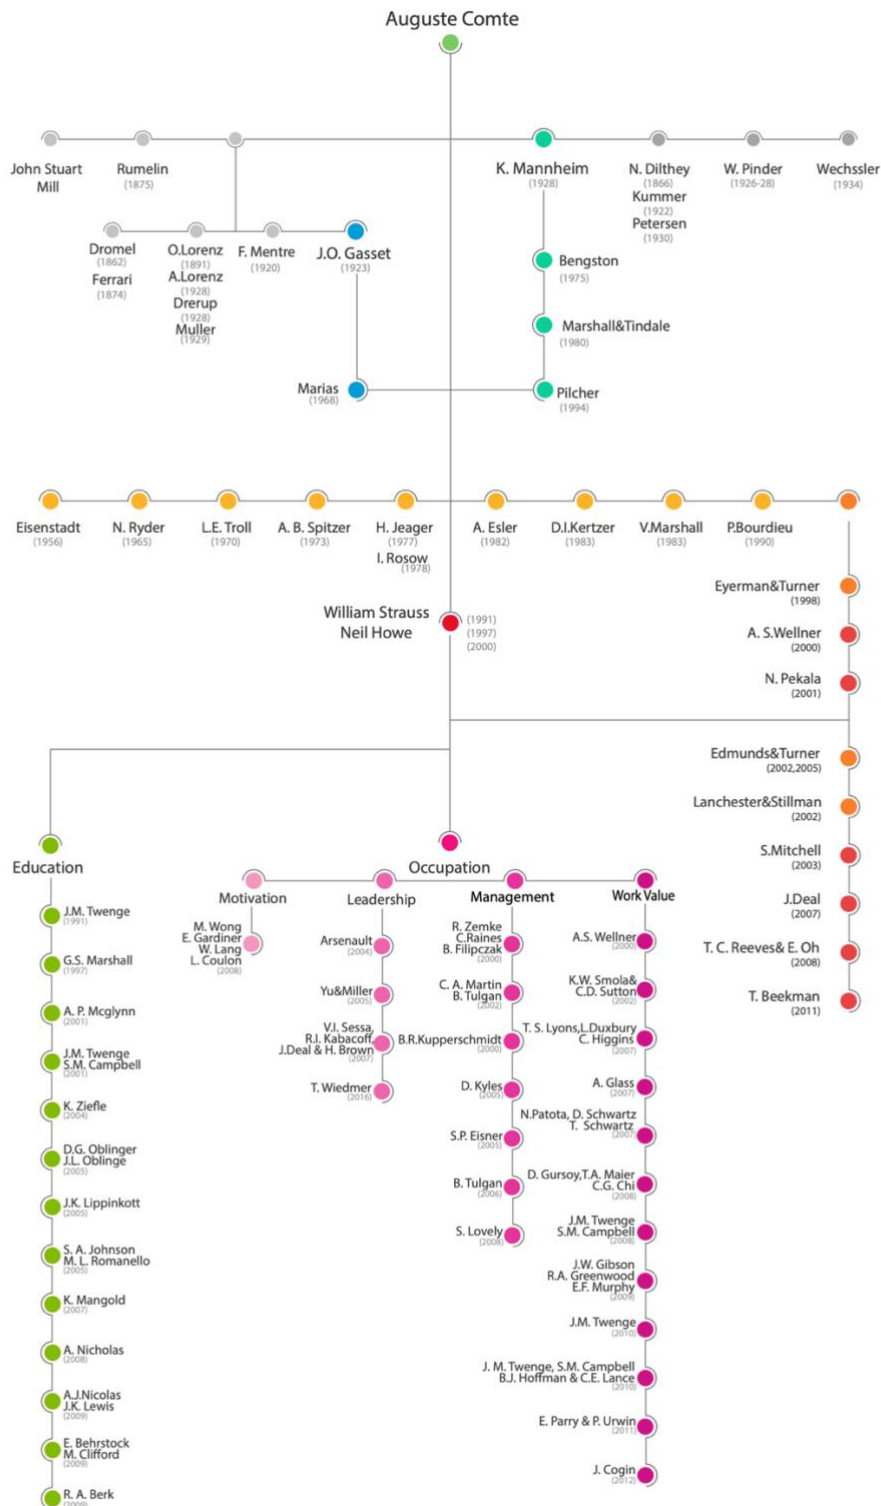 Auguste Comte
John Stuart
Mill
Rumelin
(1875)
K. Mannheim
(1928)
N. Dilthey
(1866)
Kummer
(1922)
Petersen
(1930)
W. Pinder
(1926-28)
Wechssler
(1934)
Dromel
(1862)
Ferrari
(1874)
O.Lorenz
(1891)
A.Lorenz
(1928)
Drerup
(1928)
Muller
(1929)
F. Mentre
(1920)
J.O. Gasset
(1923)
Bengston
(1975)
Marshall&Tindale
(1980)
Marias
(1968)
Pilcher
(1994)
Eisenstadt
(1956)
N. Ryder
(1965)
L.E. Troll
(1970)
A. B. Spitzer
(1973)
H. Jeager
(1977)
I. Rosow
(1978)
A. Esler
(1982)
D.I.Kertzer
(1983)
V.Marshall
(1983)
P.Bourdieu
(1990)
Eyerman&Turner
(1998)
A. S.Wellner
(2000)
N. Pekala
(2001)
William Strauss
Neil Howe
(1991)
(1997)
(2000)
Edmunds&Turner
(2002,2005)
Lanchester&Stillman
(2002)
S.Mitchell
(2003)
J.Deal
(2007)
T. C. Reeves& E. Oh
(2008)
T. Beekman
(2011)
Education
J.M. Twenge
(1991)
G.S. Marshall
(1997)
A. P. Mcglynn
(2001)
J.M. Twenge
S.M. Campbell
(2001)
K. Ziefle
(2004)
D.G. Oblinger
J.L. Oblinge
(2005)
J.K. Lippinkott
(2005)
S. A. Johnson
M. L. Romanello
(2005)
K. Mangold
(2007)
A. Nicholas
(2008)
A.J.Nicolas
J.K. Lewis
(2009)
E. Behrstock
M. Clifford
(2009)
R. A. Berk
(2009)
Occupation
Motivation
M. Wong
E. Gardiner
W. Lang
L. Coulon
(2008)
Leadership
Arsenault
(2004)
Yu&Miller
(2005)
V.I. Sessa,
R.I. Kabacoff,
J.Deal & H. Brown
(2007)
T. Wiedmer
(2016)
Management
R. Zemke
C.Raines
B. Filipczak
(2000)
C. A. Martin
B. Tulgan
(2002)
B.R.Kupperschmidt
(2000)
D. Kyles
(2005)
S.P. Eisner
(2005)
B. Tulgan
(2006)
S. Lovely
(2008)
Work Value
A.S. Wellner
(2000)
K.W. Smola&
C.D. Sutton
(2002)
T. S. Lyons,L.Duxbury
C. Higgins
(2007)
A. Glass
(2007)
N.Patota, D. Schwartz
T. Schwartz
(2007)
D. Gursoy,T.A. Maier
C.G. Chi
(2008)
J.M. Twenge
S.M. Campbell
(2008)
J.W. Gibson
R.A. Greenwood
E.F. Murphy
(2009)
J.M. Twenge
(2010)
J. M. Twenge, S.M. Campbell
B.J. Hoffman & C.E. Lance
(2010)
E. Parry & P. Urwin
(2011)
J. Cogin
(2012)